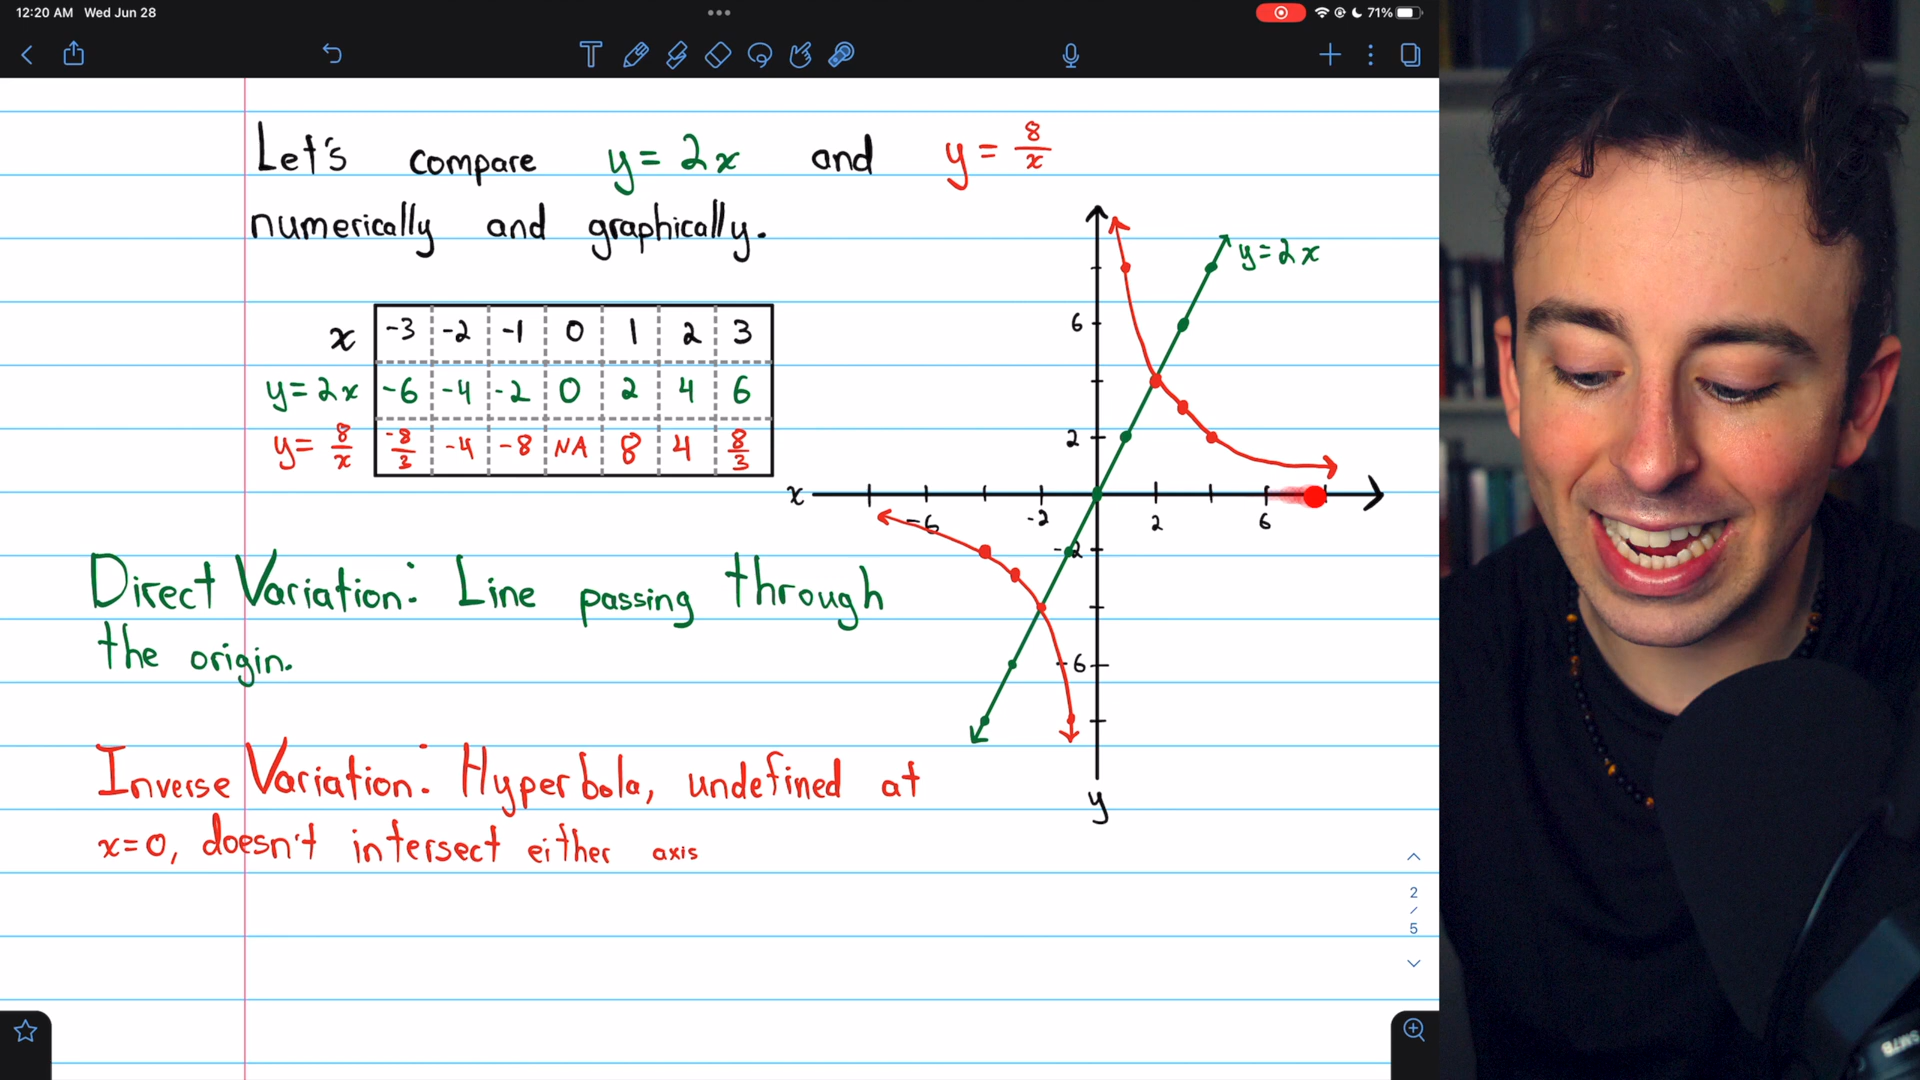 12:20 AM Wed Jun 28
71%
Let's compare y = 2x and y = 8/x
numerically and graphically.
x -3 -2 -1 0 1 2 3
y = 2x -6 -4 -2 0 2 4 6
y = 8/x -8/3 -4 -8 NA 8 4 8/3
y = 2x
6
2
x
-6 -2 2 6
-2
-6
y
Direct Variation: Line passing through
the origin.
Inverse Variation: Hyperbola, undefined at
x=0, doesn't intersect either axis
2
/
5
SM7B